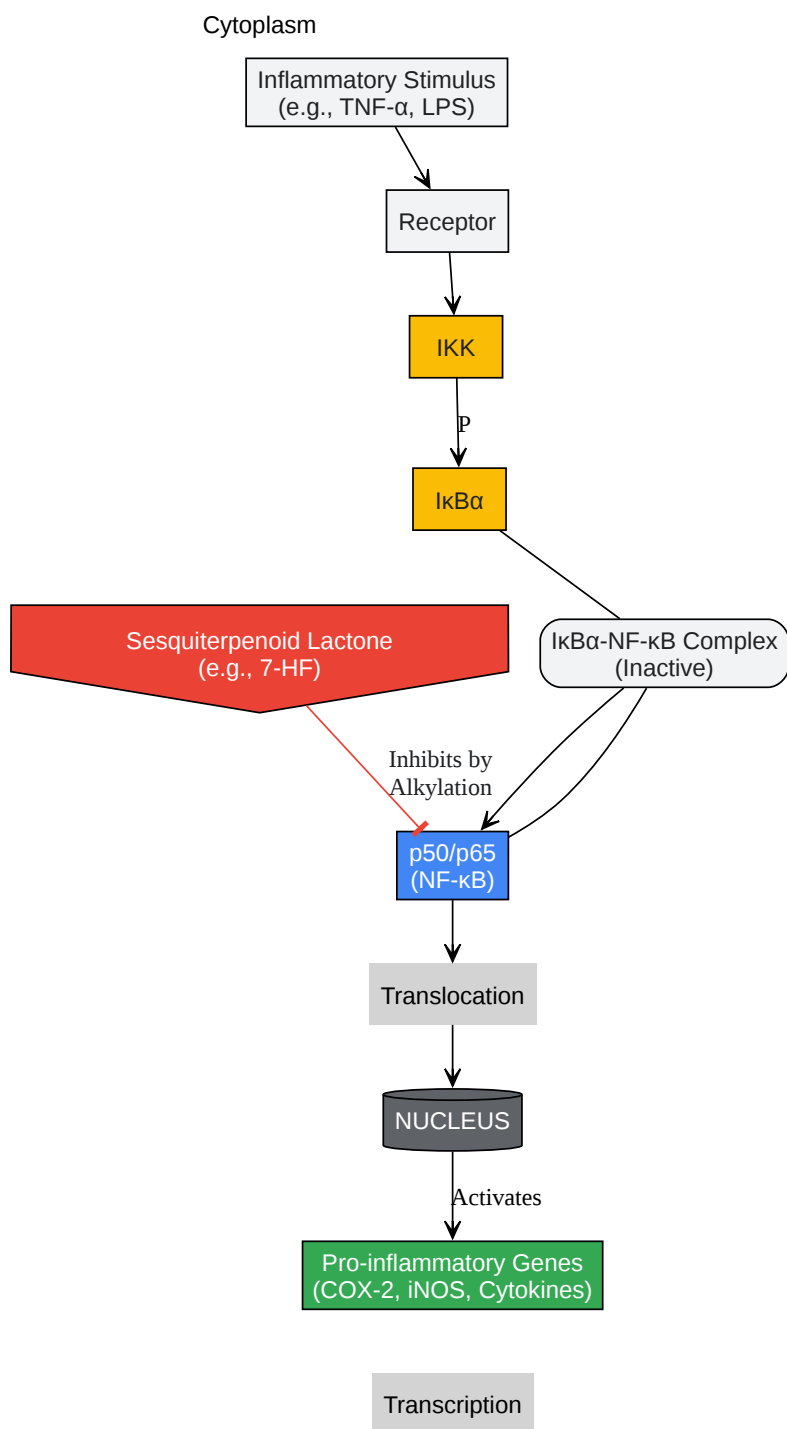 Cytoplasm
Inflammatory Stimulus
(e.g., TNF-α, LPS)
Receptor
IKK
P
IκBα
Sesquiterpenoid Lactone
(e.g., 7-HF)
IκBα-NF-κB Complex
(Inactive)
Inhibits by
Alkylation
p50/p65
(NF-κB)
Translocation
NUCLEUS
Activates
Pro-inflammatory Genes
(COX-2, iNOS, Cytokines)
Transcription